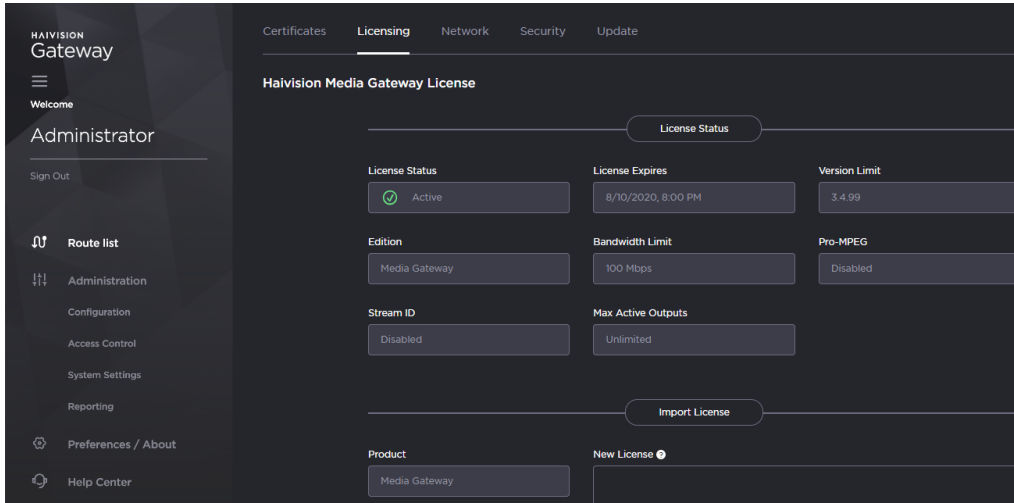 HAIVISION
Gateway
Welcome
Administrator
Sign Out
Route list
Administration
Configuration
Access Control
System Settings
Reporting
Preferences / About
Help Center
Certificates Licensing Network Security Update
Haivision Media Gateway License
License Status
License Status License Expires Version Limit
Active 8/10/2020, 8:00 PM 3.4.99
Edition Bandwidth Limit Pro-MPEG
Media Gateway 100 Mbps Disabled
Stream ID Max Active Outputs
Disabled Unlimited
Import License
Product New License ?
Media Gateway